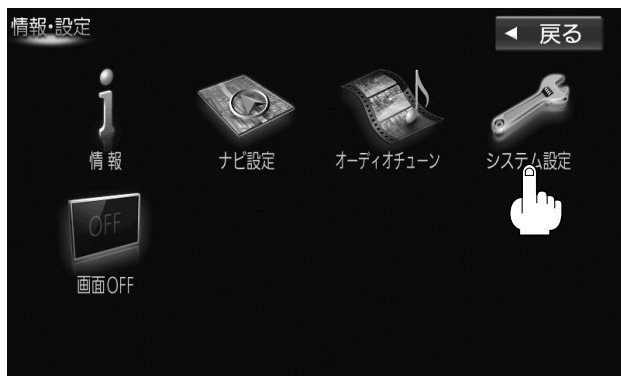 情報・設定
◀ 戻る
情報
ナビ設定
オーディオチューン
システム設定
OFF
画面OFF